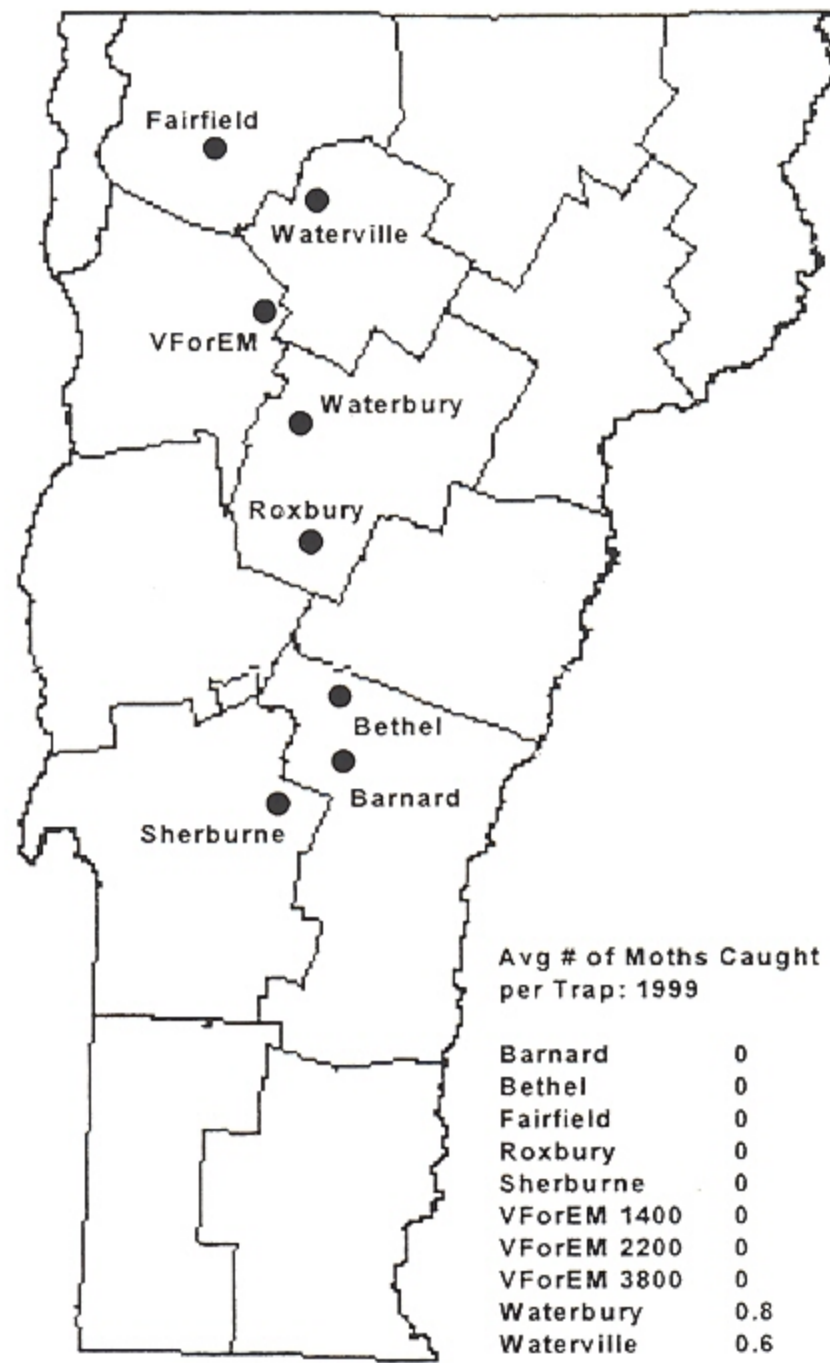 Fairfield
Waterville
VForEM
Waterbury
Roxbury
Bethel
Barnard
Sherburne
Avg # of Moths Caught
per Trap: 1999
Barnard 0
Bethel 0
Fairfield 0
Roxbury 0
Sherburne 0
VForEM 1400 0
VForEM 2200 0
VForEM 3800 0
Waterbury 0.8
Waterville 0.6